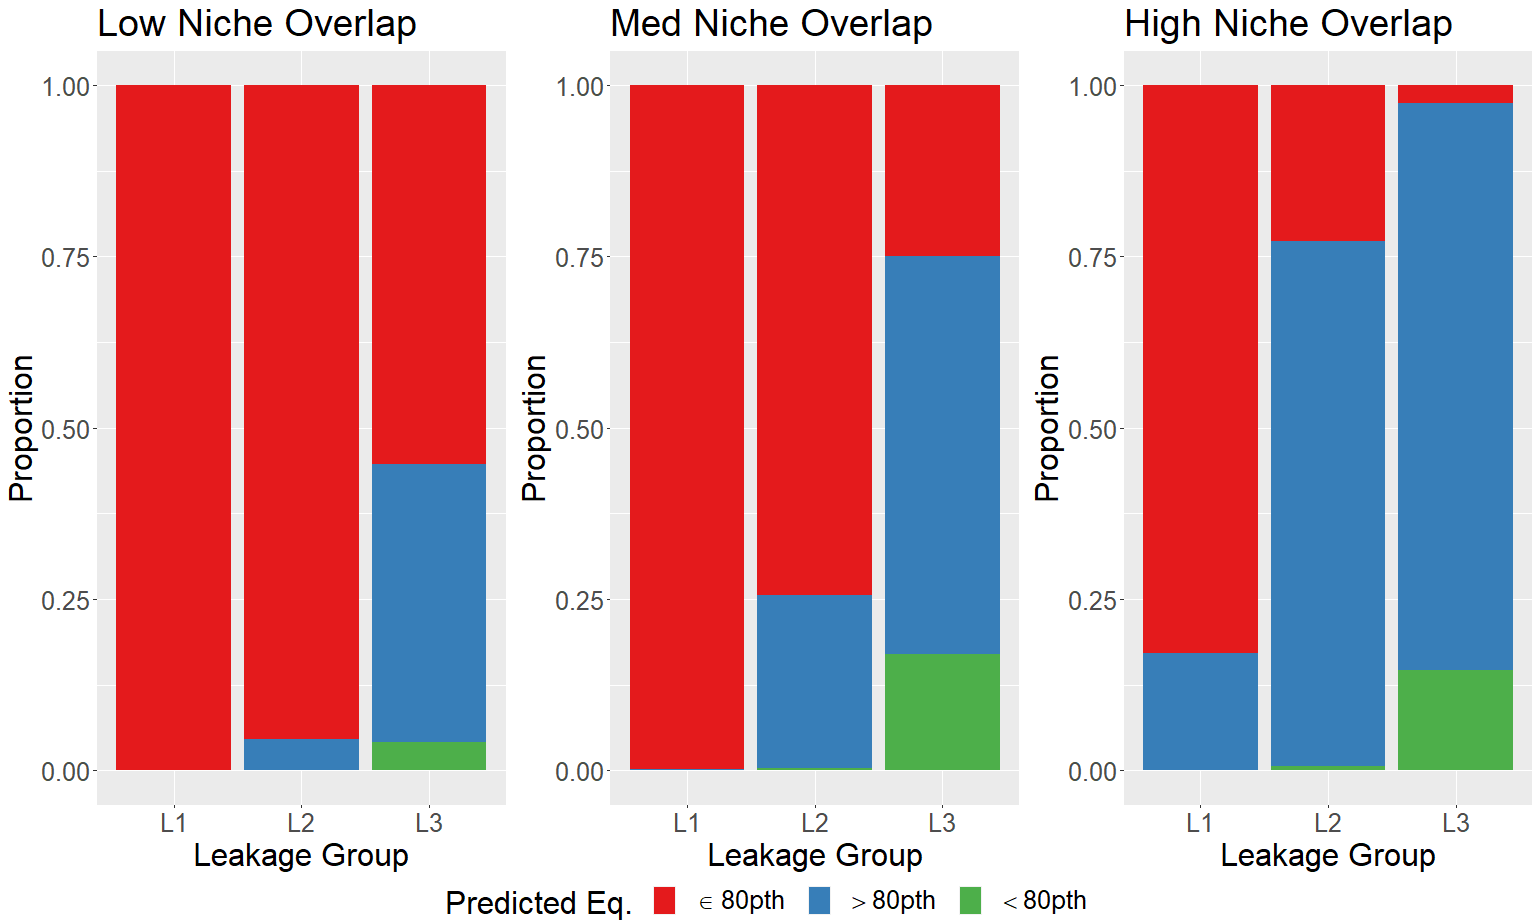 Low Niche Overlap
Med Niche Overlap
High Niche Overlap
1.00
0.75
0.50
0.25
0.00
Proportion
L1 L2 L3
Leakage Group
1.00
0.75
0.50
0.25
0.00
Proportion
L1 L2 L3
Leakage Group
1.00
0.75
0.50
0.25
0.00
Proportion
L1 L2 L3
Leakage Group
Predicted Eq. ∈ 80pth > 80pth < 80pth